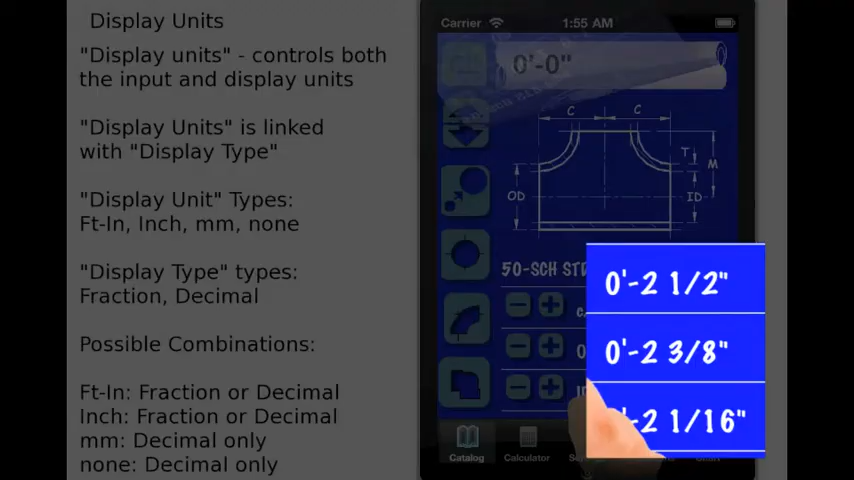 Display Units
"Display units" - controls both
the input and display units
"Display Units" is linked
with "Display Type"
"Display Unit" Types:
Ft-In, Inch, mm, none
"Display Type" types:
Fraction, Decimal
Possible Combinations:
Ft-In: Fraction or Decimal
Inch: Fraction or Decimal
mm: Decimal only
none: Decimal only
Carrier 1:55 AM
0'-0"
C C
T
M
OD ID
50-SCH STD
0'-2 1/2"
0'-2 3/8"
-2 1/16"
Catalog Calculator